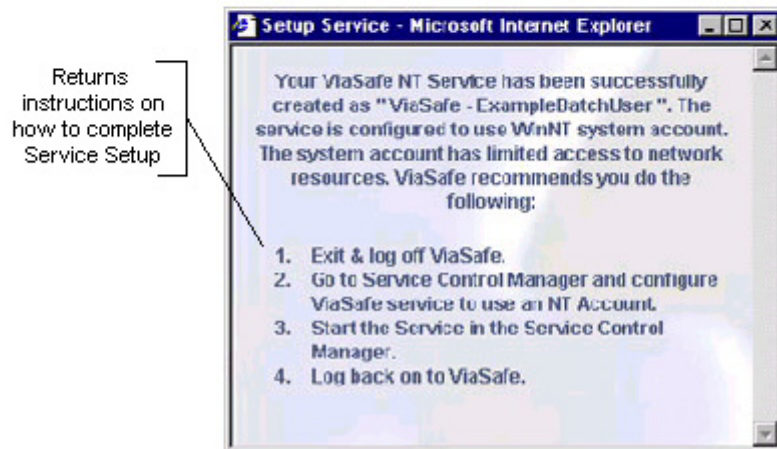 Returns
instructions on
how to complete
Service Setup
Setup Service - Microsoft Internet Explorer
Your ViaSafe NT Service has been successfully
created as "ViaSafe - ExampleBatchUser ". The
service is configured to use WinNT system account.
The system account has limited access to network
resources. ViaSafe recommends you do the
following:
1. Exit & log off ViaSafe.
2. Go to Service Control Manager and configure
ViaSafe service to use an NT Account.
3. Start the Service in the Service Control
Manager.
4. Log back on to ViaSafe.